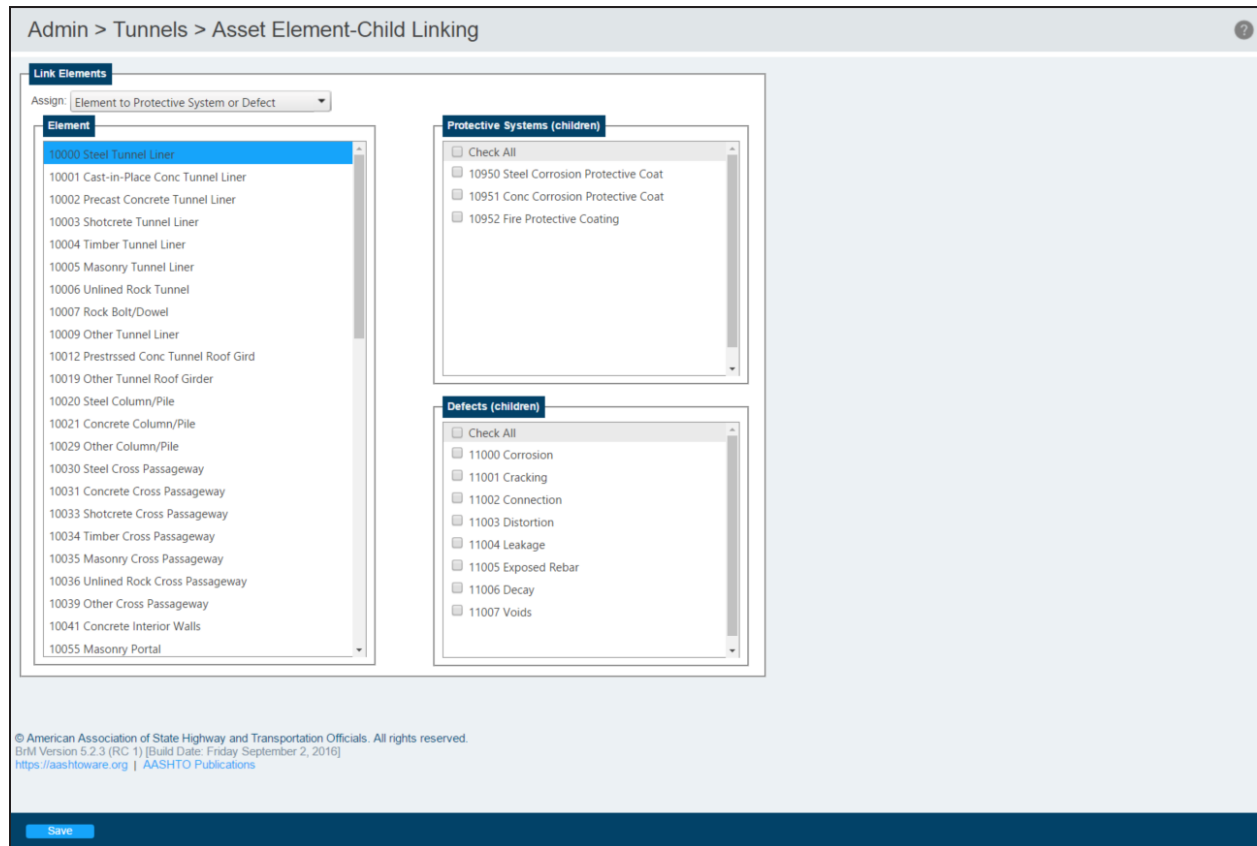 Admin > Tunnels > Asset Element-Child Linking
?
Link Elements
Assign: Element to Protective System or Defect
Element
10000 Steel Tunnel Liner
10001 Cast-in-Place Conc Tunnel Liner
10002 Precast Concrete Tunnel Liner
10003 Shotcrete Tunnel Liner
10004 Timber Tunnel Liner
10005 Masonry Tunnel Liner
10006 Unlined Rock Tunnel
10007 Rock Bolt/Dowel
10009 Other Tunnel Liner
10012 Prestrssed Conc Tunnel Roof Gird
10019 Other Tunnel Roof Girder
10020 Steel Column/Pile
10021 Concrete Column/Pile
10029 Other Column/Pile
10030 Steel Cross Passageway
10031 Concrete Cross Passageway
10033 Shotcrete Cross Passageway
10034 Timber Cross Passageway
10035 Masonry Cross Passageway
10036 Unlined Rock Cross Passageway
10039 Other Cross Passageway
10041 Concrete Interior Walls
10055 Masonry Portal
Protective Systems (children)
Check All
10950 Steel Corrosion Protective Coat
10951 Conc Corrosion Protective Coat
10952 Fire Protective Coating
Defects (children)
Check All
11000 Corrosion
11001 Cracking
11002 Connection
11003 Distortion
11004 Leakage
11005 Exposed Rebar
11006 Decay
11007 Voids
© American Association of State Highway and Transportation Officials. All rights reserved.
BrM Version 5.2.3 (RC 1) [Build Date: Friday September 2, 2016]
https://aashtoware.org | AASHTO Publications
Save